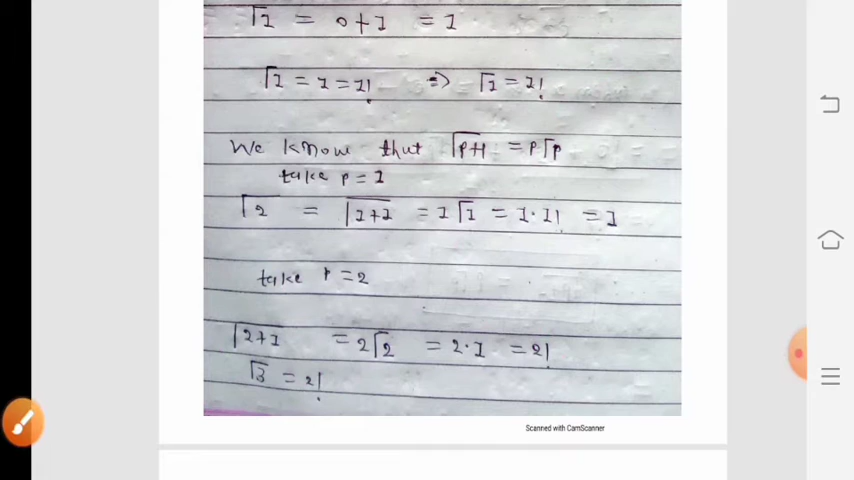 Γ1 = 0+1 = 1
Γ1 = 1 = 1! ⇒ Γ1 = 1!
We know that Γp+1 = pΓp
take p = 1
Γ2 = Γ1+1 = 1Γ1 = 1·1! = 1
take p = 2
Γ2+1 = 2Γ2 = 2·1 = 2!
Γ3 = 2!
Scanned with CamScanner